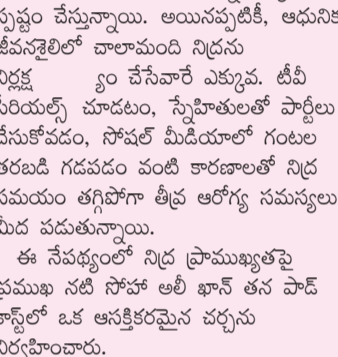 స్పష్టం చేస్తున్నాయి. అయినప్పటికీ, ఆధునిక
జీవనశైలిలో చాలామంది నిద్రను
నిర్లక్ష్యం చేసేవారే ఎక్కువ. టీవీ
సీరియల్స్ చూడటం, స్నేహితులతో పార్టీలు
చేసుకోవడం, సోషల్ మీడియాలో గంటల
తరబడి గడపడం వంటి కారణాలతో నిద్ర
సమయం తగ్గిపోగా తీవ్ర ఆరోగ్య సమస్యలు
మీద పడుతున్నాయి.
ఈ నేపథ్యంలో నిద్ర ప్రాముఖ్యతపై
ప్రముఖ నటి సోహా అలీ ఖాన్ తన పాడ్
కాస్ట్‌లో ఒక ఆసక్తికరమైన చర్చను
నిర్వహించారు.